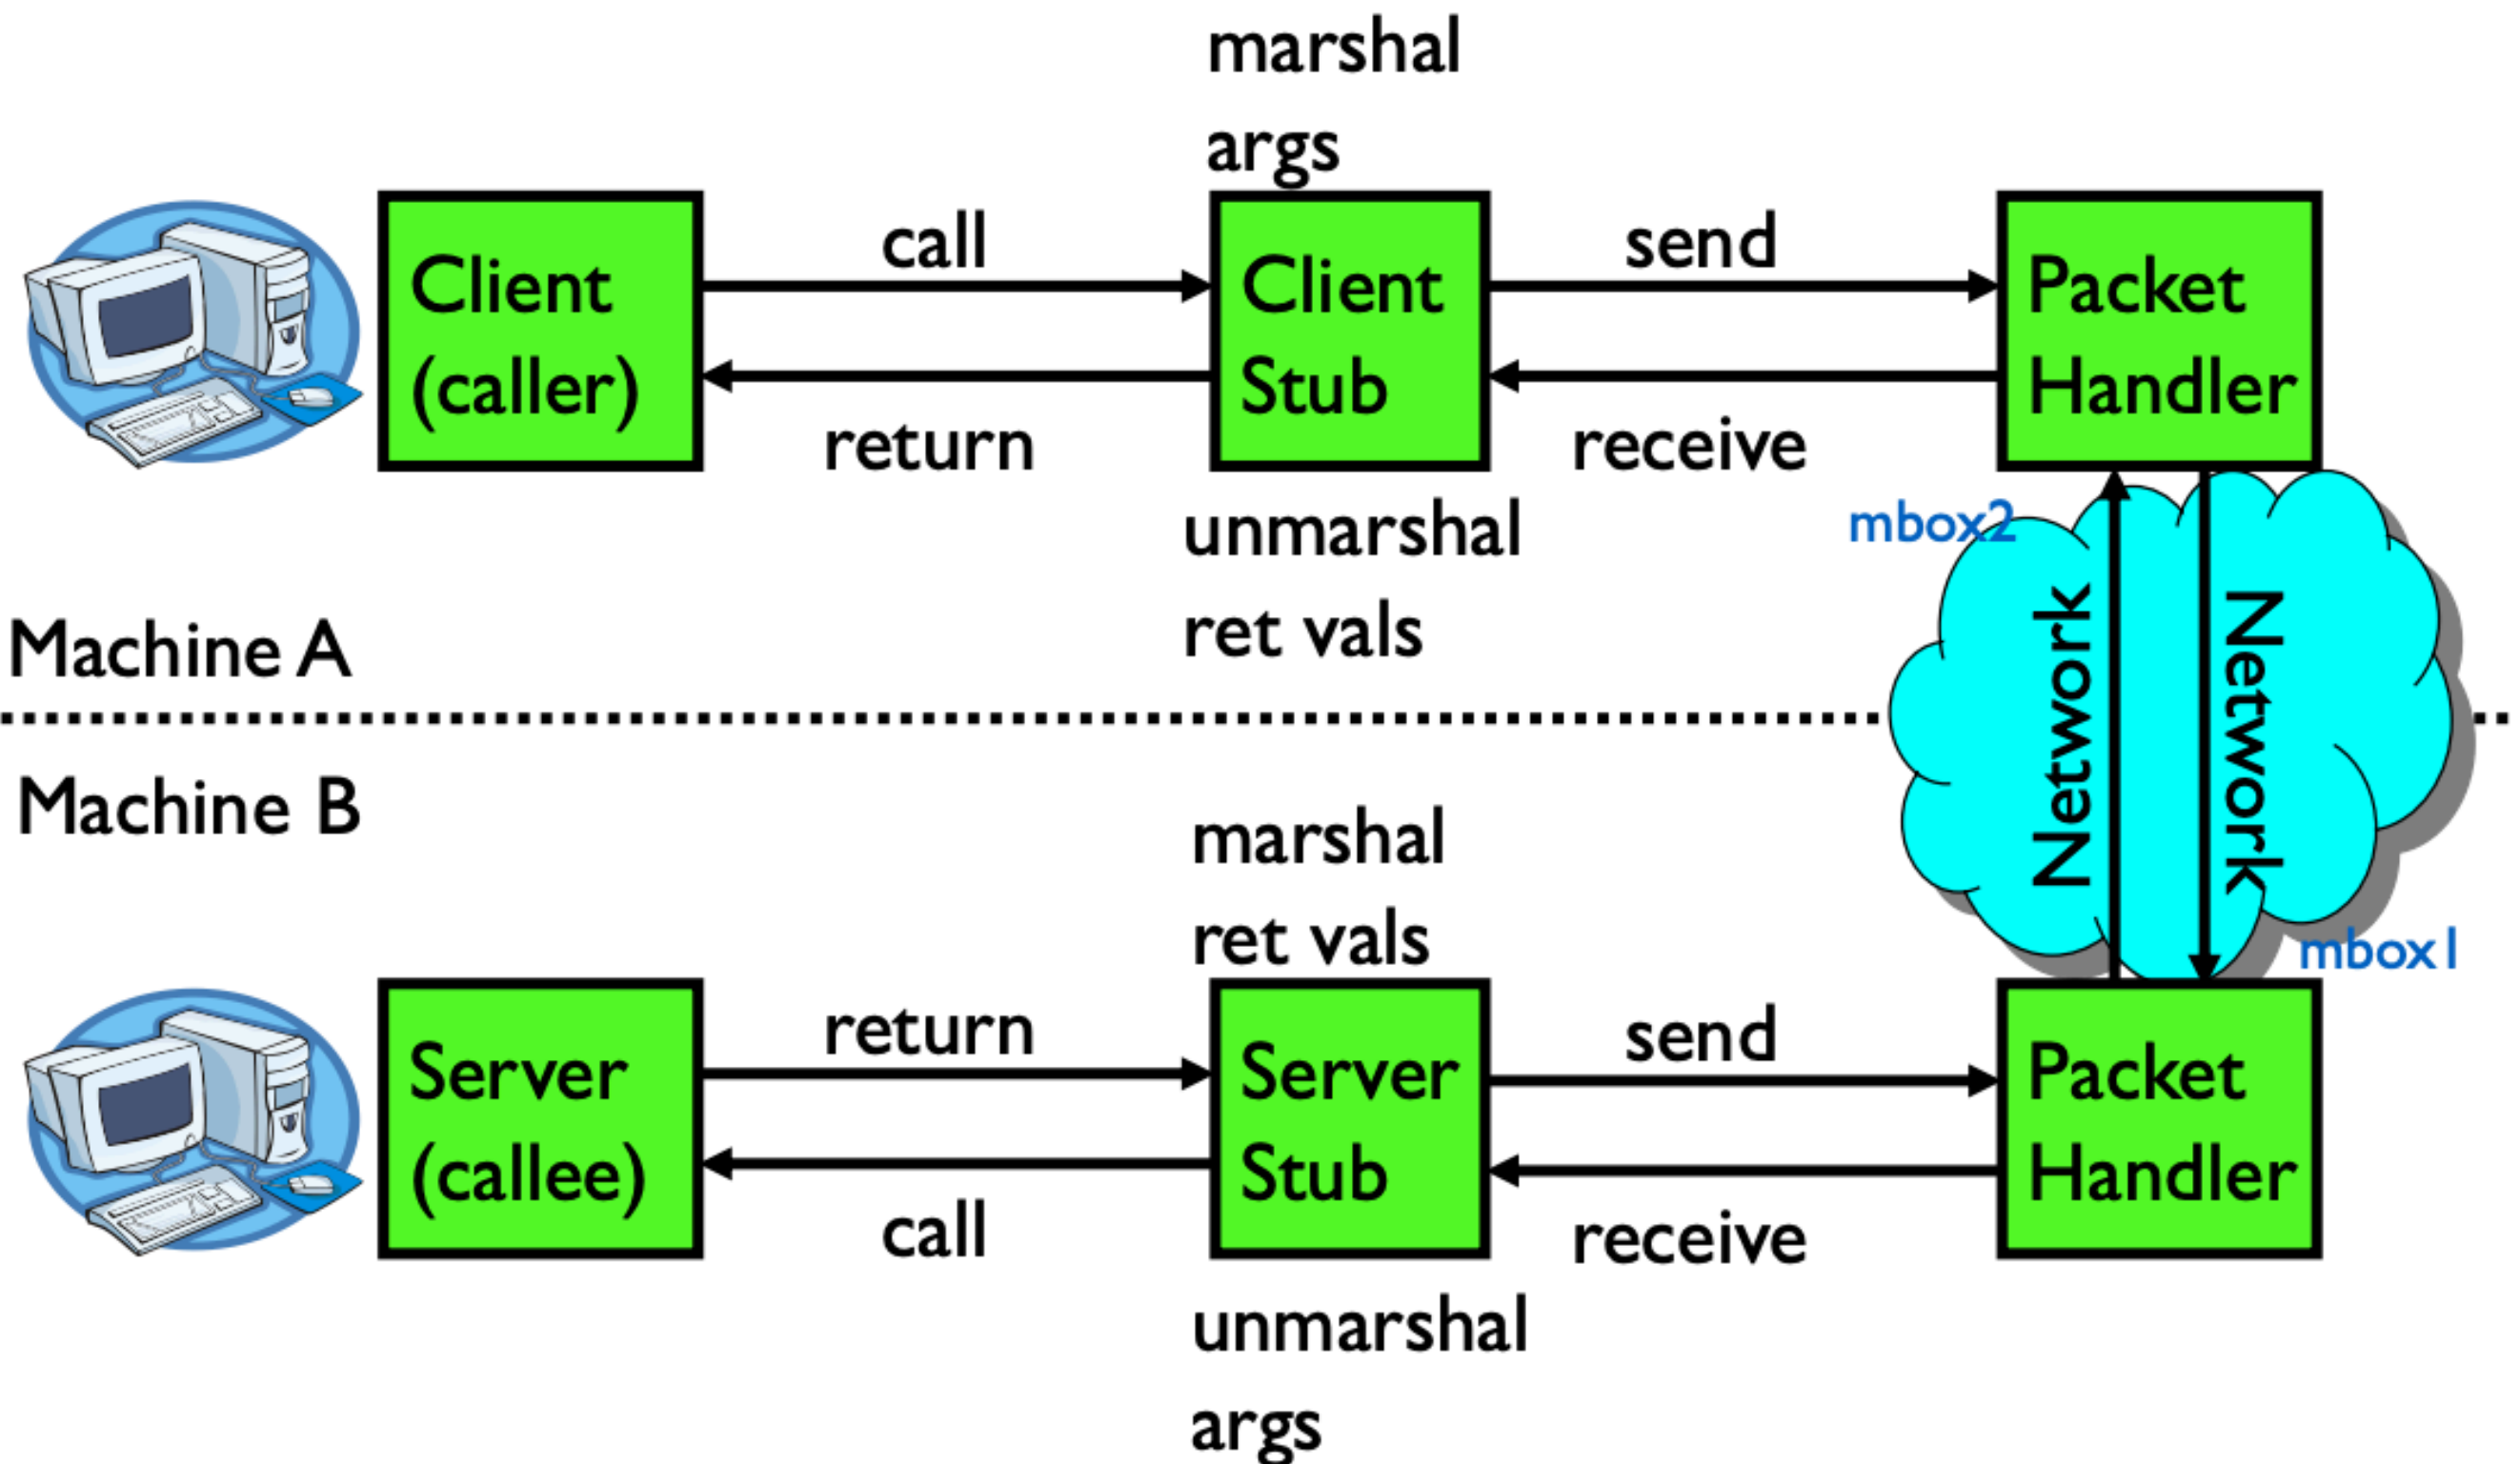 marshal
args
Client
(caller)
call
return
Client
Stub
send
receive
Packet
Handler
unmarshal
ret vals
mbox2
Network
Network
Machine A
Machine B
marshal
ret vals
mbox1
Server
(callee)
return
call
Server
Stub
send
receive
Packet
Handler
unmarshal
args